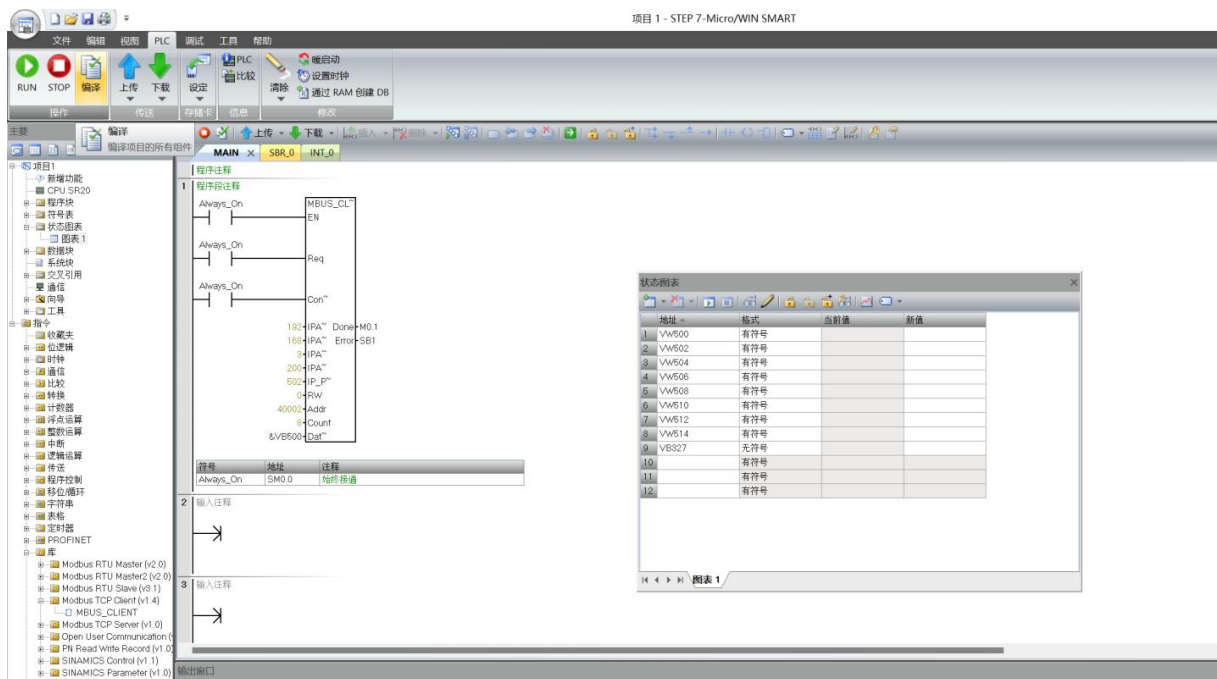 项目 1 - STEP 7-Micro/WIN SMART
文件 编辑 视图 PLC 调试 工具 帮助
RUN STOP 编译 上传 下载 设定 PLC 比较 清除 暖启动 设置时钟 通过 RAM 创建 DB
操作 传送 存储卡 信息 修改
主要
编译
编译项目的所有组件
上传 下载 插入 删除
MAIN SBR_0 INT_0
项目1
新增功能
CPU SR20
程序块
符号表
状态图表
图表 1
数据块
系统块
交叉引用
通信
向导
工具
指令
收藏夹
位逻辑
时钟
通信
比较
转换
计数器
浮点运算
整数运算
中断
逻辑运算
传送
程序控制
移位/循环
字符串
表格
定时器
PROFINET
库
Modbus RTU Master (v2.0)
Modbus RTU Master2 (v2.0)
Modbus RTU Slave (v3.1)
Modbus TCP Client (v1.4)
MBUS_CLIENT
Modbus TCP Server (v1.0)
Open User Communication (
PN Read Write Record (v1.0
SINAMICS Control (v1.1)
SINAMICS Parameter (v1.0)
程序注释
1 程序段注释
Always_On MBUS_CL~
EN
Always_On
Req
Always_On
Con~
192 IPA~ Done M0.1
168 IPA~ Error SB1
3 IPA~
200 IPA~
502 IP_P~
0 RW
40002 Addr
8 Count
&VB500 Dat~
符号 地址 注释
Always_On SM0.0 始终接通
2 输入注释
3 输入注释
输出窗口
状态图表
地址 格式 当前值 新值
1 VW500 有符号
2 VW502 有符号
3 VW504 有符号
4 VW506 有符号
5 VW508 有符号
6 VW510 有符号
7 VW512 有符号
8 VW514 有符号
9 VB327 无符号
10 有符号
11 有符号
12 有符号
图表 1